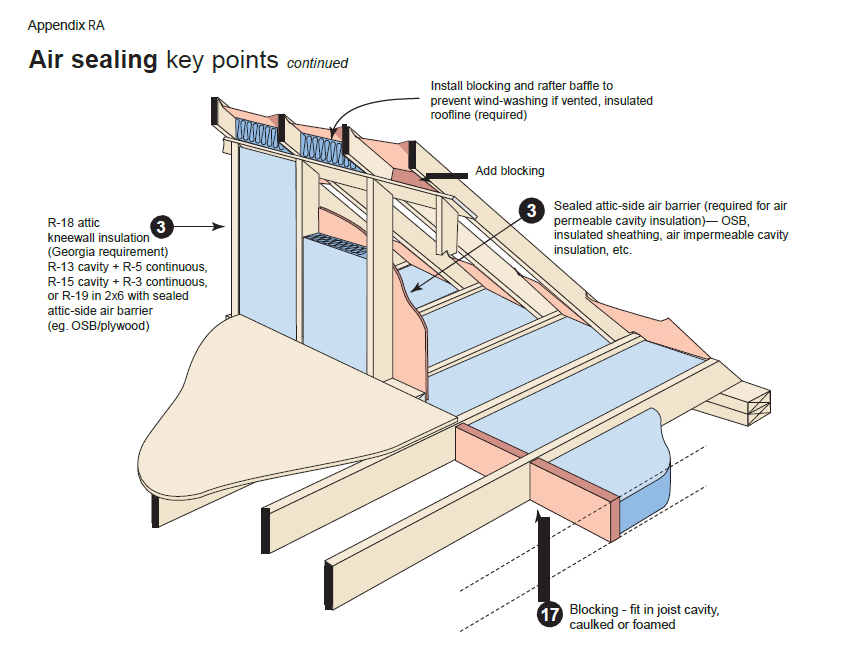 Appendix RA
Air sealing key points continued
Install blocking and rafter baffle to
prevent wind-washing if vented, insulated
roofline (required)
Add blocking
3
Sealed attic-side air barrier (required for air
permeable cavity insulation)— OSB,
insulated sheathing, air impermeable cavity
insulation, etc.
R-18 attic
kneewall insulation
3
(Georgia requirement)
R-13 cavity + R-5 continuous,
R-15 cavity + R-3 continuous,
or R-19 in 2x6 with sealed
attic-side air barrier
(eg. OSB/plywood)
17
Blocking - fit in joist cavity,
caulked or foamed